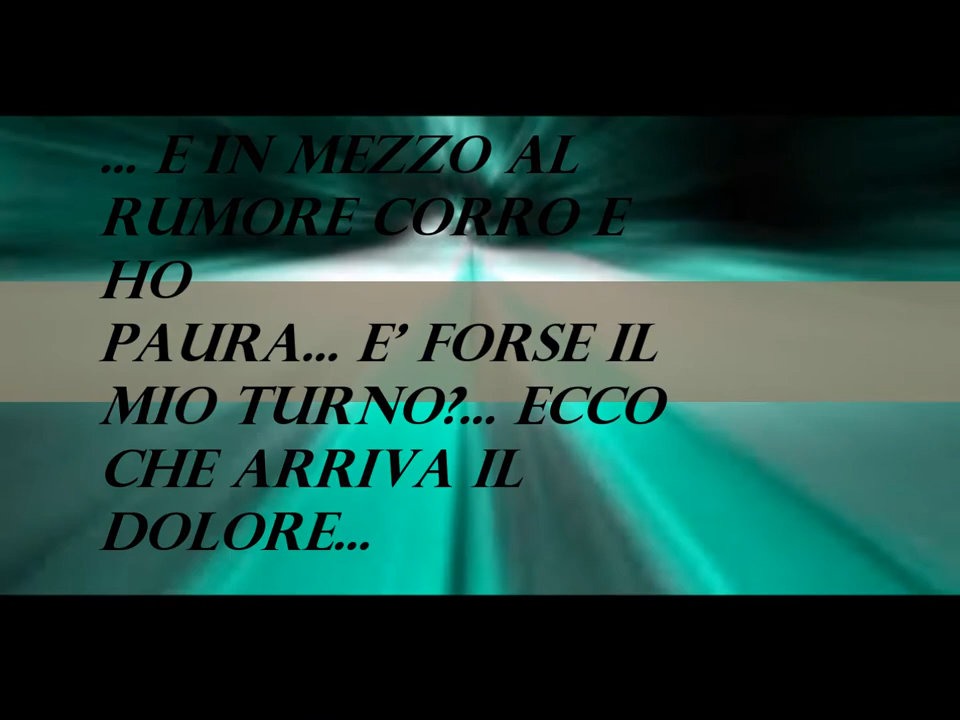 ... E IN MEZZO AL
RUMORE CORRO E
HO
PAURA... E' FORSE IL
MIO TURNO?... ECCO
CHE ARRIVA IL
DOLORE...